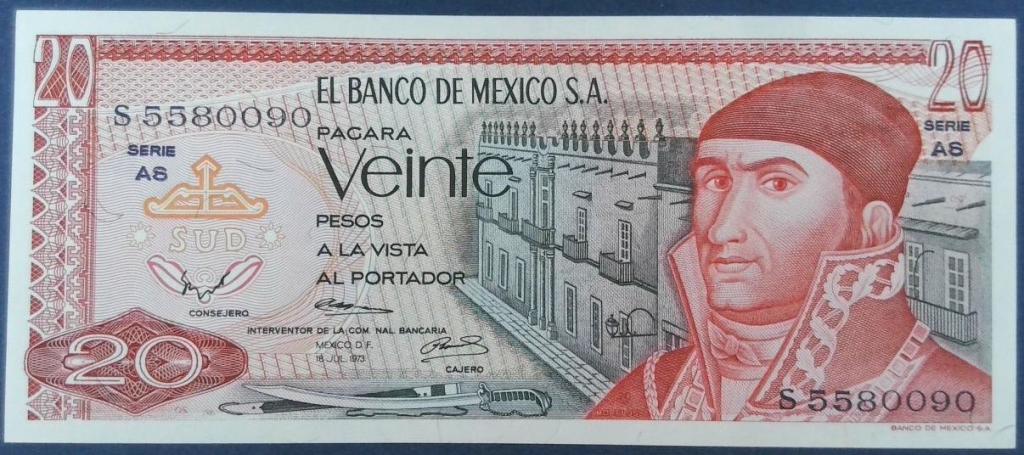 20
20
EL BANCO DE MEXICO S.A.
S 5580090
SERIE
AS
SERIE
AS
PAGARA
Veinte
PESOS
A LA VISTA
AL PORTADOR
SUD
CONSEJERO
INTERVENTOR DE LA COM. NAL. BANCARIA
MEXICO, D. F.
18 JUL. 1973
CAJERO
20
S 5580090
BANCO DE MEXICO S.A.